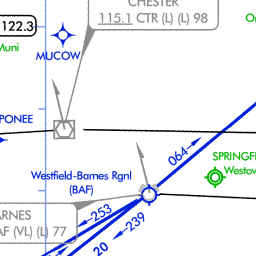 CHESTER
115.1 CTR (L) (L) 98
122.3
Muni
MUCOW
PONEE
064
SPRINGF
Westov
Westfield-Barnes Rgnl
(BAF)
ARNES
AF (VL) (L) 77
253
239
20